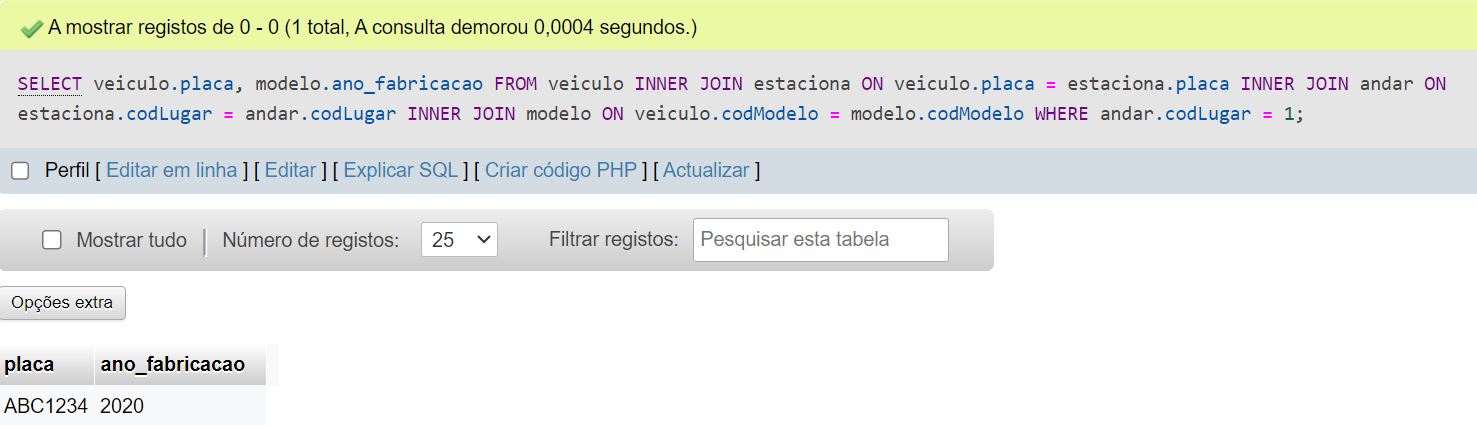 A mostrar registos de 0 - 0 (1 total, A consulta demorou 0,0004 segundos.)
SELECT veiculo.placa, modelo.ano_fabricacao FROM veiculo INNER JOIN estaciona ON veiculo.placa = estaciona.placa INNER JOIN andar ON
estaciona.codLugar = andar.codLugar INNER JOIN modelo ON veiculo.codModelo = modelo.codModelo WHERE andar.codLugar = 1;
Perfil [ Editar em linha ] [ Editar ] [ Explicar SQL ] [ Criar código PHP ] [ Actualizar ]
Mostrar tudo | Número de registos: 25 Filtrar registos: Pesquisar esta tabela
Opções extra
placa ano_fabricacao
ABC1234 2020